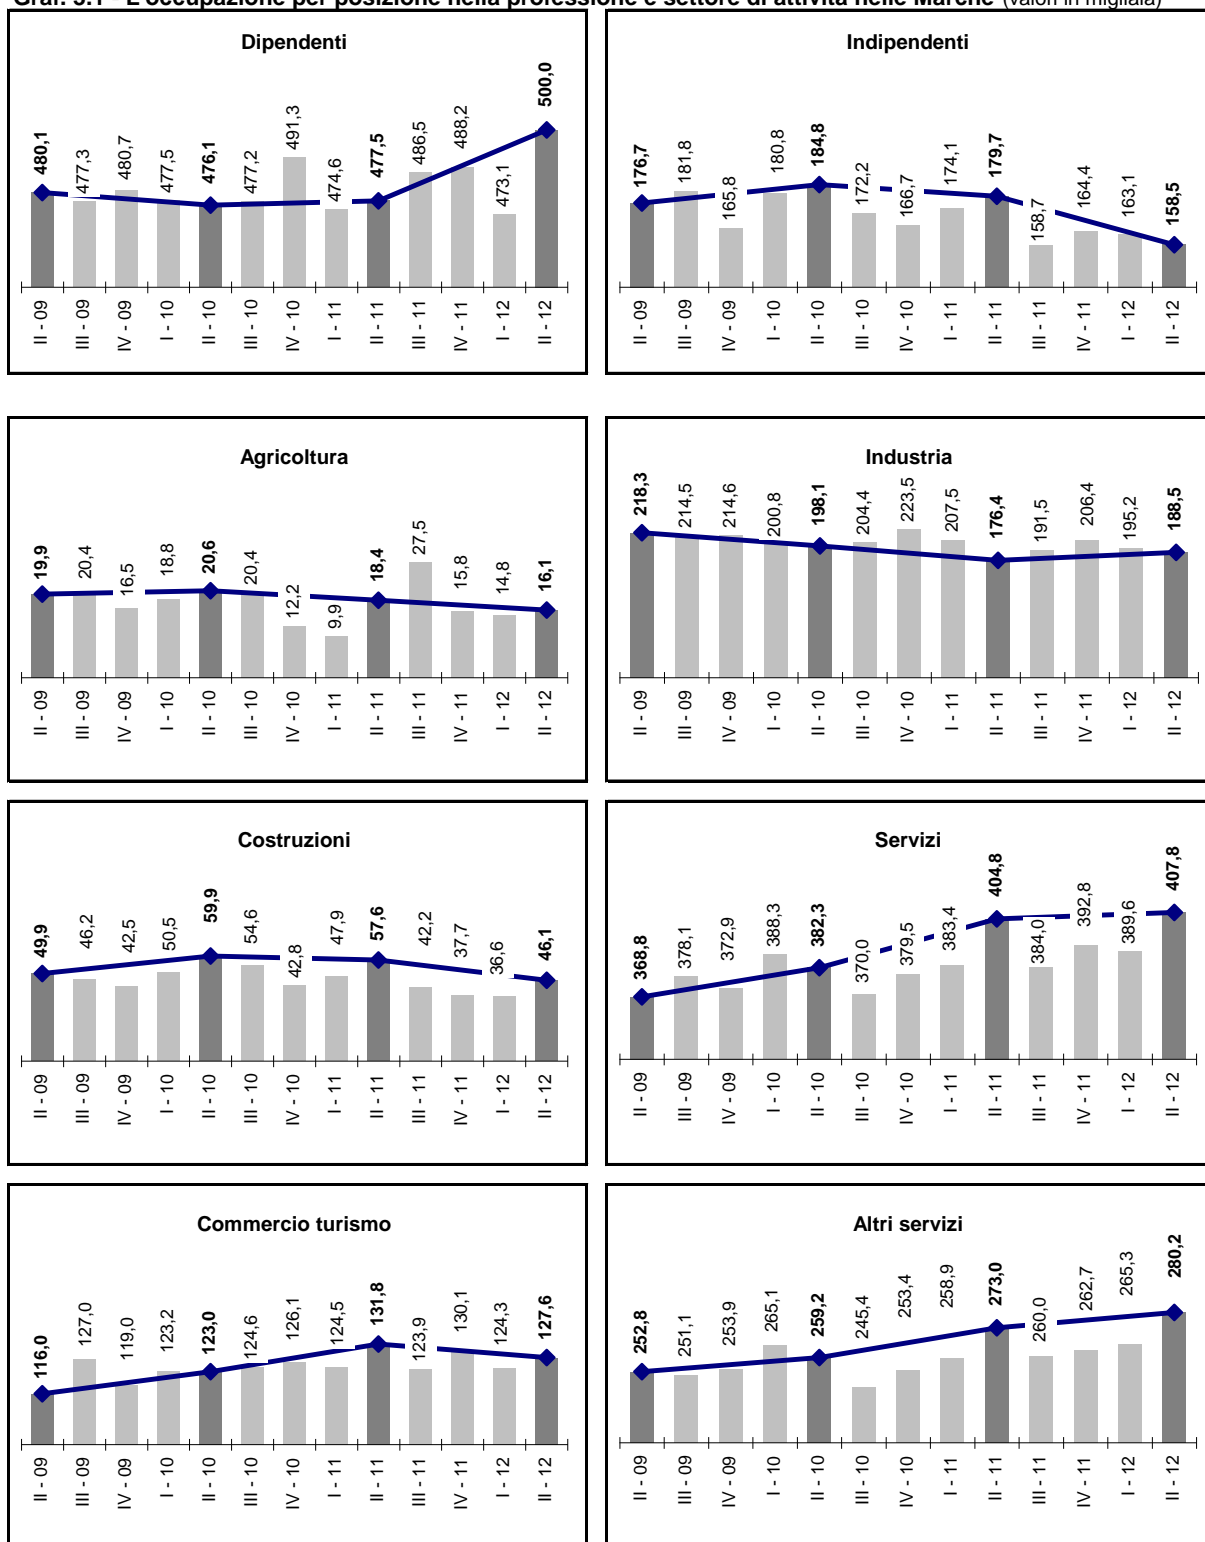 Graf. 3.1 - L'occupazione per posizione nella professione e settore di attività nelle Marche (valori in migliaia)
Dipendenti
480,1 477,3 480,7 477,5 476,1 477,2 491,3 474,6 477,5 486,5 488,2 473,1 500,0
II - 09 III - 09 IV - 09 I - 10 II - 10 III - 10 IV - 10 I - 11 II - 11 III - 11 IV - 11 I - 12 II - 12
Indipendenti
176,7 181,8 165,8 180,8 184,8 172,2 166,7 174,1 179,7 158,7 164,4 163,1 158,5
II - 09 III - 09 IV - 09 I - 10 II - 10 III - 10 IV - 10 I - 11 II - 11 III - 11 IV - 11 I - 12 II - 12
Agricoltura
19,9 20,4 16,5 18,8 20,6 20,4 12,2 9,9 18,4 27,5 15,8 14,8 16,1
II - 09 III - 09 IV - 09 I - 10 II - 10 III - 10 IV - 10 I - 11 II - 11 III - 11 IV - 11 I - 12 II - 12
Industria
218,3 214,5 214,6 200,8 198,1 204,4 223,5 207,5 176,4 191,5 206,4 195,2 188,5
II - 09 III - 09 IV - 09 I - 10 II - 10 III - 10 IV - 10 I - 11 II - 11 III - 11 IV - 11 I - 12 II - 12
Costruzioni
49,9 46,2 42,5 50,5 59,9 54,6 42,8 47,9 57,6 42,2 37,7 36,6 46,1
II - 09 III - 09 IV - 09 I - 10 II - 10 III - 10 IV - 10 I - 11 II - 11 III - 11 IV - 11 I - 12 II - 12
Servizi
368,8 378,1 372,9 388,3 382,3 370,0 379,5 383,4 404,8 384,0 392,8 389,6 407,8
II - 09 III - 09 IV - 09 I - 10 II - 10 III - 10 IV - 10 I - 11 II - 11 III - 11 IV - 11 I - 12 II - 12
Commercio turismo
116,0 127,0 119,0 123,2 123,0 124,6 126,1 124,5 131,8 123,9 130,1 124,3 127,6
II - 09 III - 09 IV - 09 I - 10 II - 10 III - 10 IV - 10 I - 11 II - 11 III - 11 IV - 11 I - 12 II - 12
Altri servizi
252,8 251,1 253,9 265,1 259,2 245,4 253,4 258,9 273,0 260,0 262,7 265,3 280,2
II - 09 III - 09 IV - 09 I - 10 II - 10 III - 10 IV - 10 I - 11 II - 11 III - 11 IV - 11 I - 12 II - 12